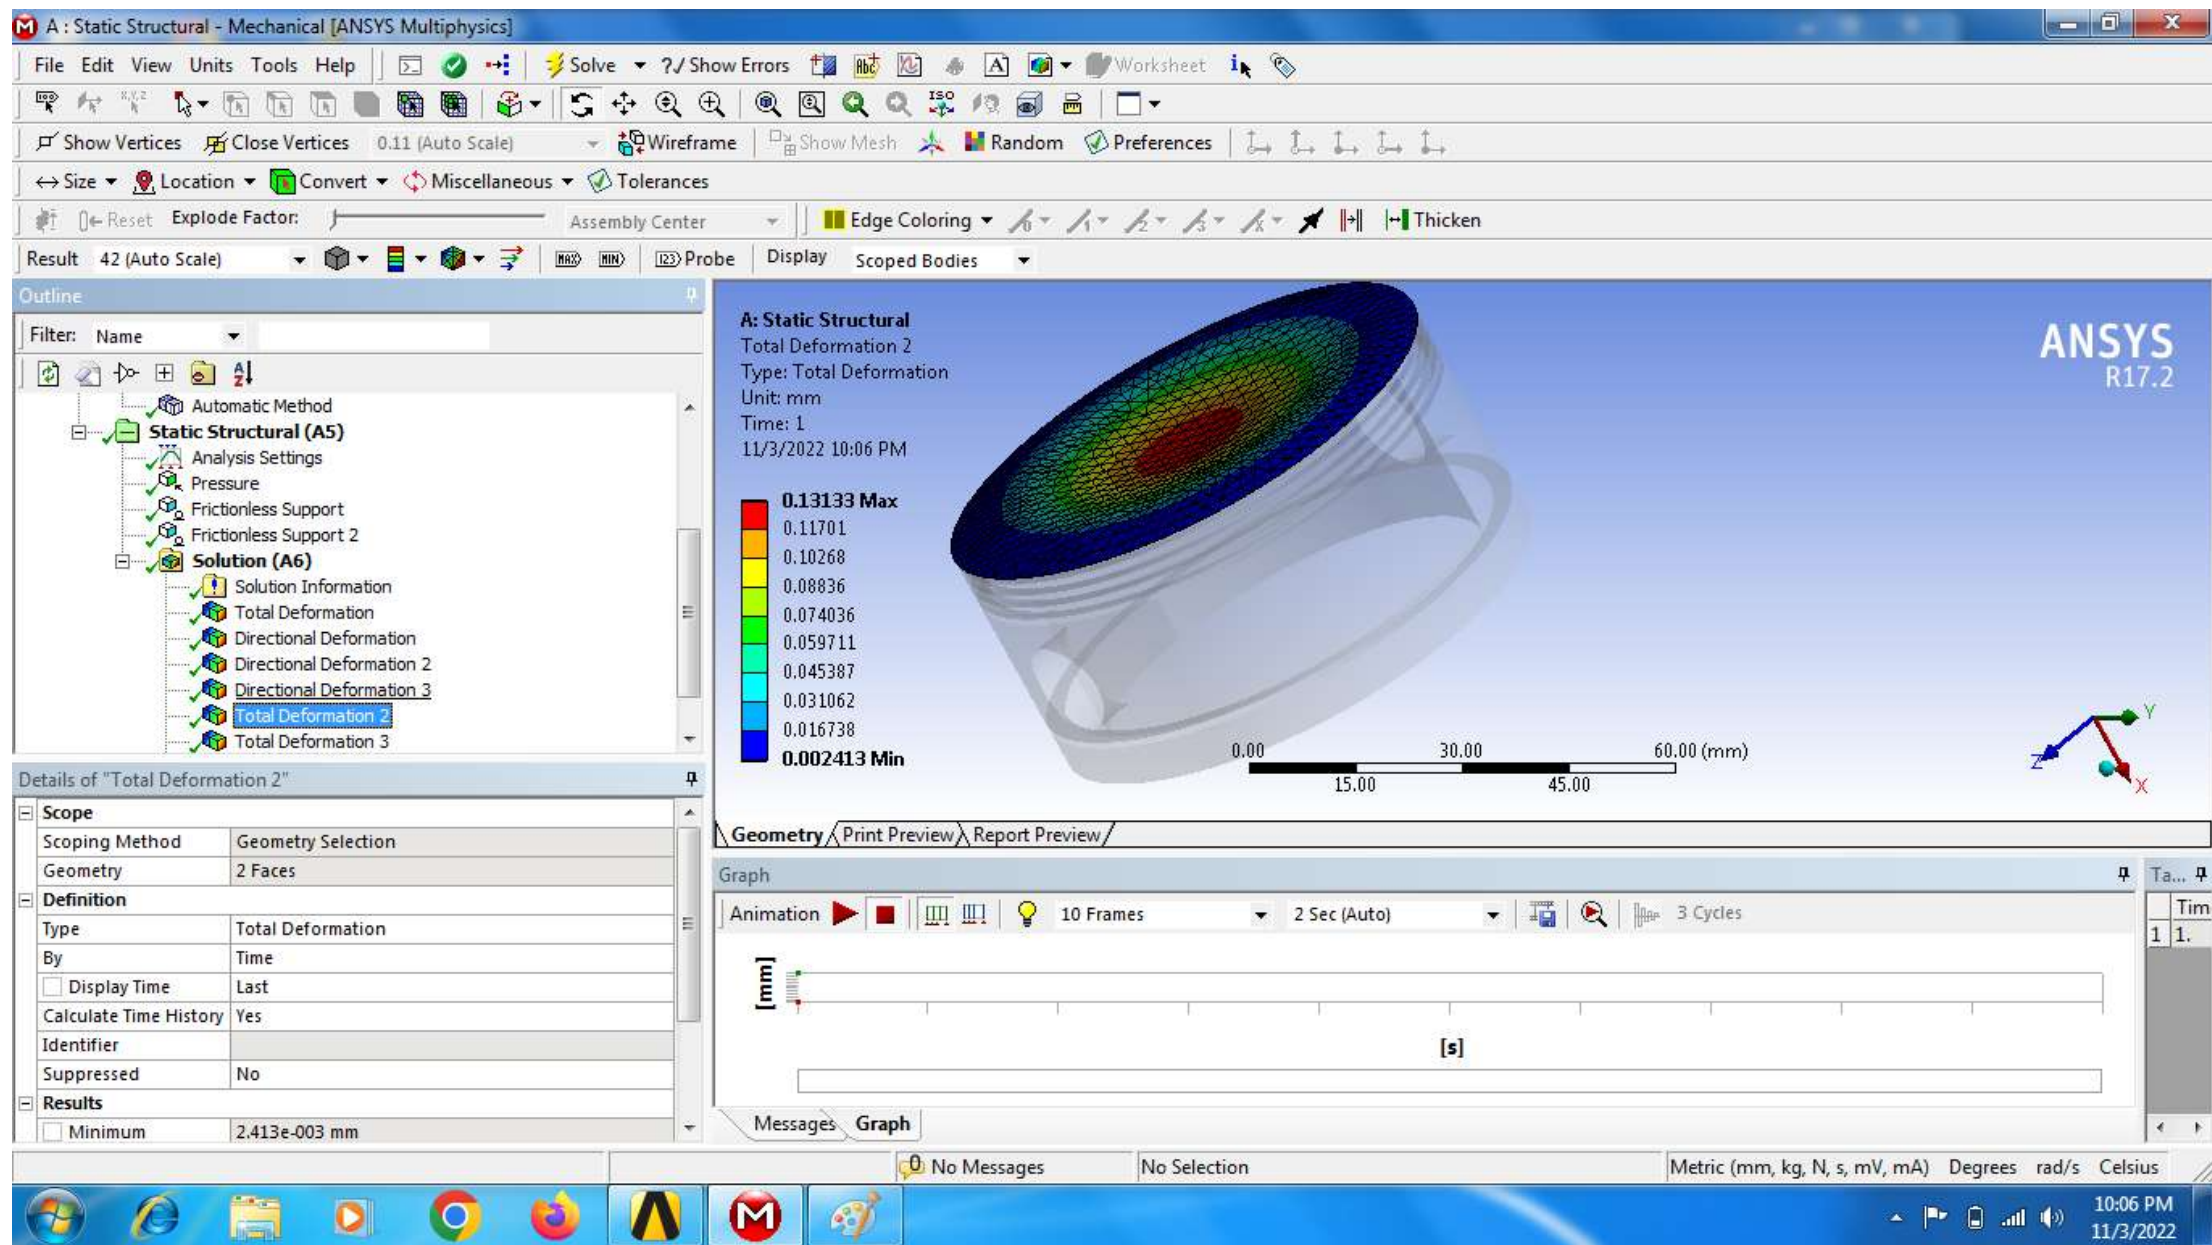 A : Static Structural - Mechanical [ANSYS Multiphysics]
File Edit View Units Tools Help Solve ?/ Show Errors Worksheet
Show Vertices Close Vertices 0.11 (Auto Scale) Wireframe Show Mesh Random Preferences
Size Location Convert Miscellaneous Tolerances
Reset Explode Factor: Assembly Center Edge Coloring Thicken
Result 42 (Auto Scale) MAX MIN Probe Display Scoped Bodies
Outline
Filter: Name
Automatic Method
Static Structural (A5)
Analysis Settings
Pressure
Frictionless Support
Frictionless Support 2
Solution (A6)
Solution Information
Total Deformation
Directional Deformation
Directional Deformation 2
Directional Deformation 3
Total Deformation 2
Total Deformation 3
Details of "Total Deformation 2"
Scope
Scoping Method Geometry Selection
Geometry 2 Faces
Definition
Type Total Deformation
By Time
Display Time Last
Calculate Time History Yes
Identifier
Suppressed No
Results
Minimum 2.413e-003 mm
A: Static Structural
Total Deformation 2
Type: Total Deformation
Unit: mm
Time: 1
11/3/2022 10:06 PM
0.13133 Max
0.11701
0.10268
0.08836
0.074036
0.059711
0.045387
0.031062
0.016738
0.002413 Min
ANSYS
R17.2
0.00 30.00 60.00 (mm)
15.00 45.00
Y
Z
X
Geometry Print Preview Report Preview
Graph
Animation 10 Frames 2 Sec (Auto) 3 Cycles
[mm]
[s]
Messages Graph
Ta...
Tim
1 1.
0 No Messages No Selection Metric (mm, kg, N, s, mV, mA) Degrees rad/s Celsius
10:06 PM
11/3/2022